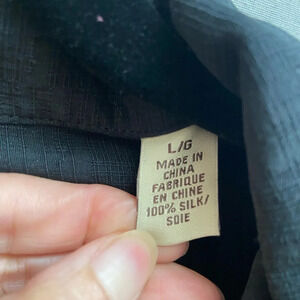 L/G
MADE IN
CHINA
FABRIQUE
EN CHINE
100% SILK/
SOIE